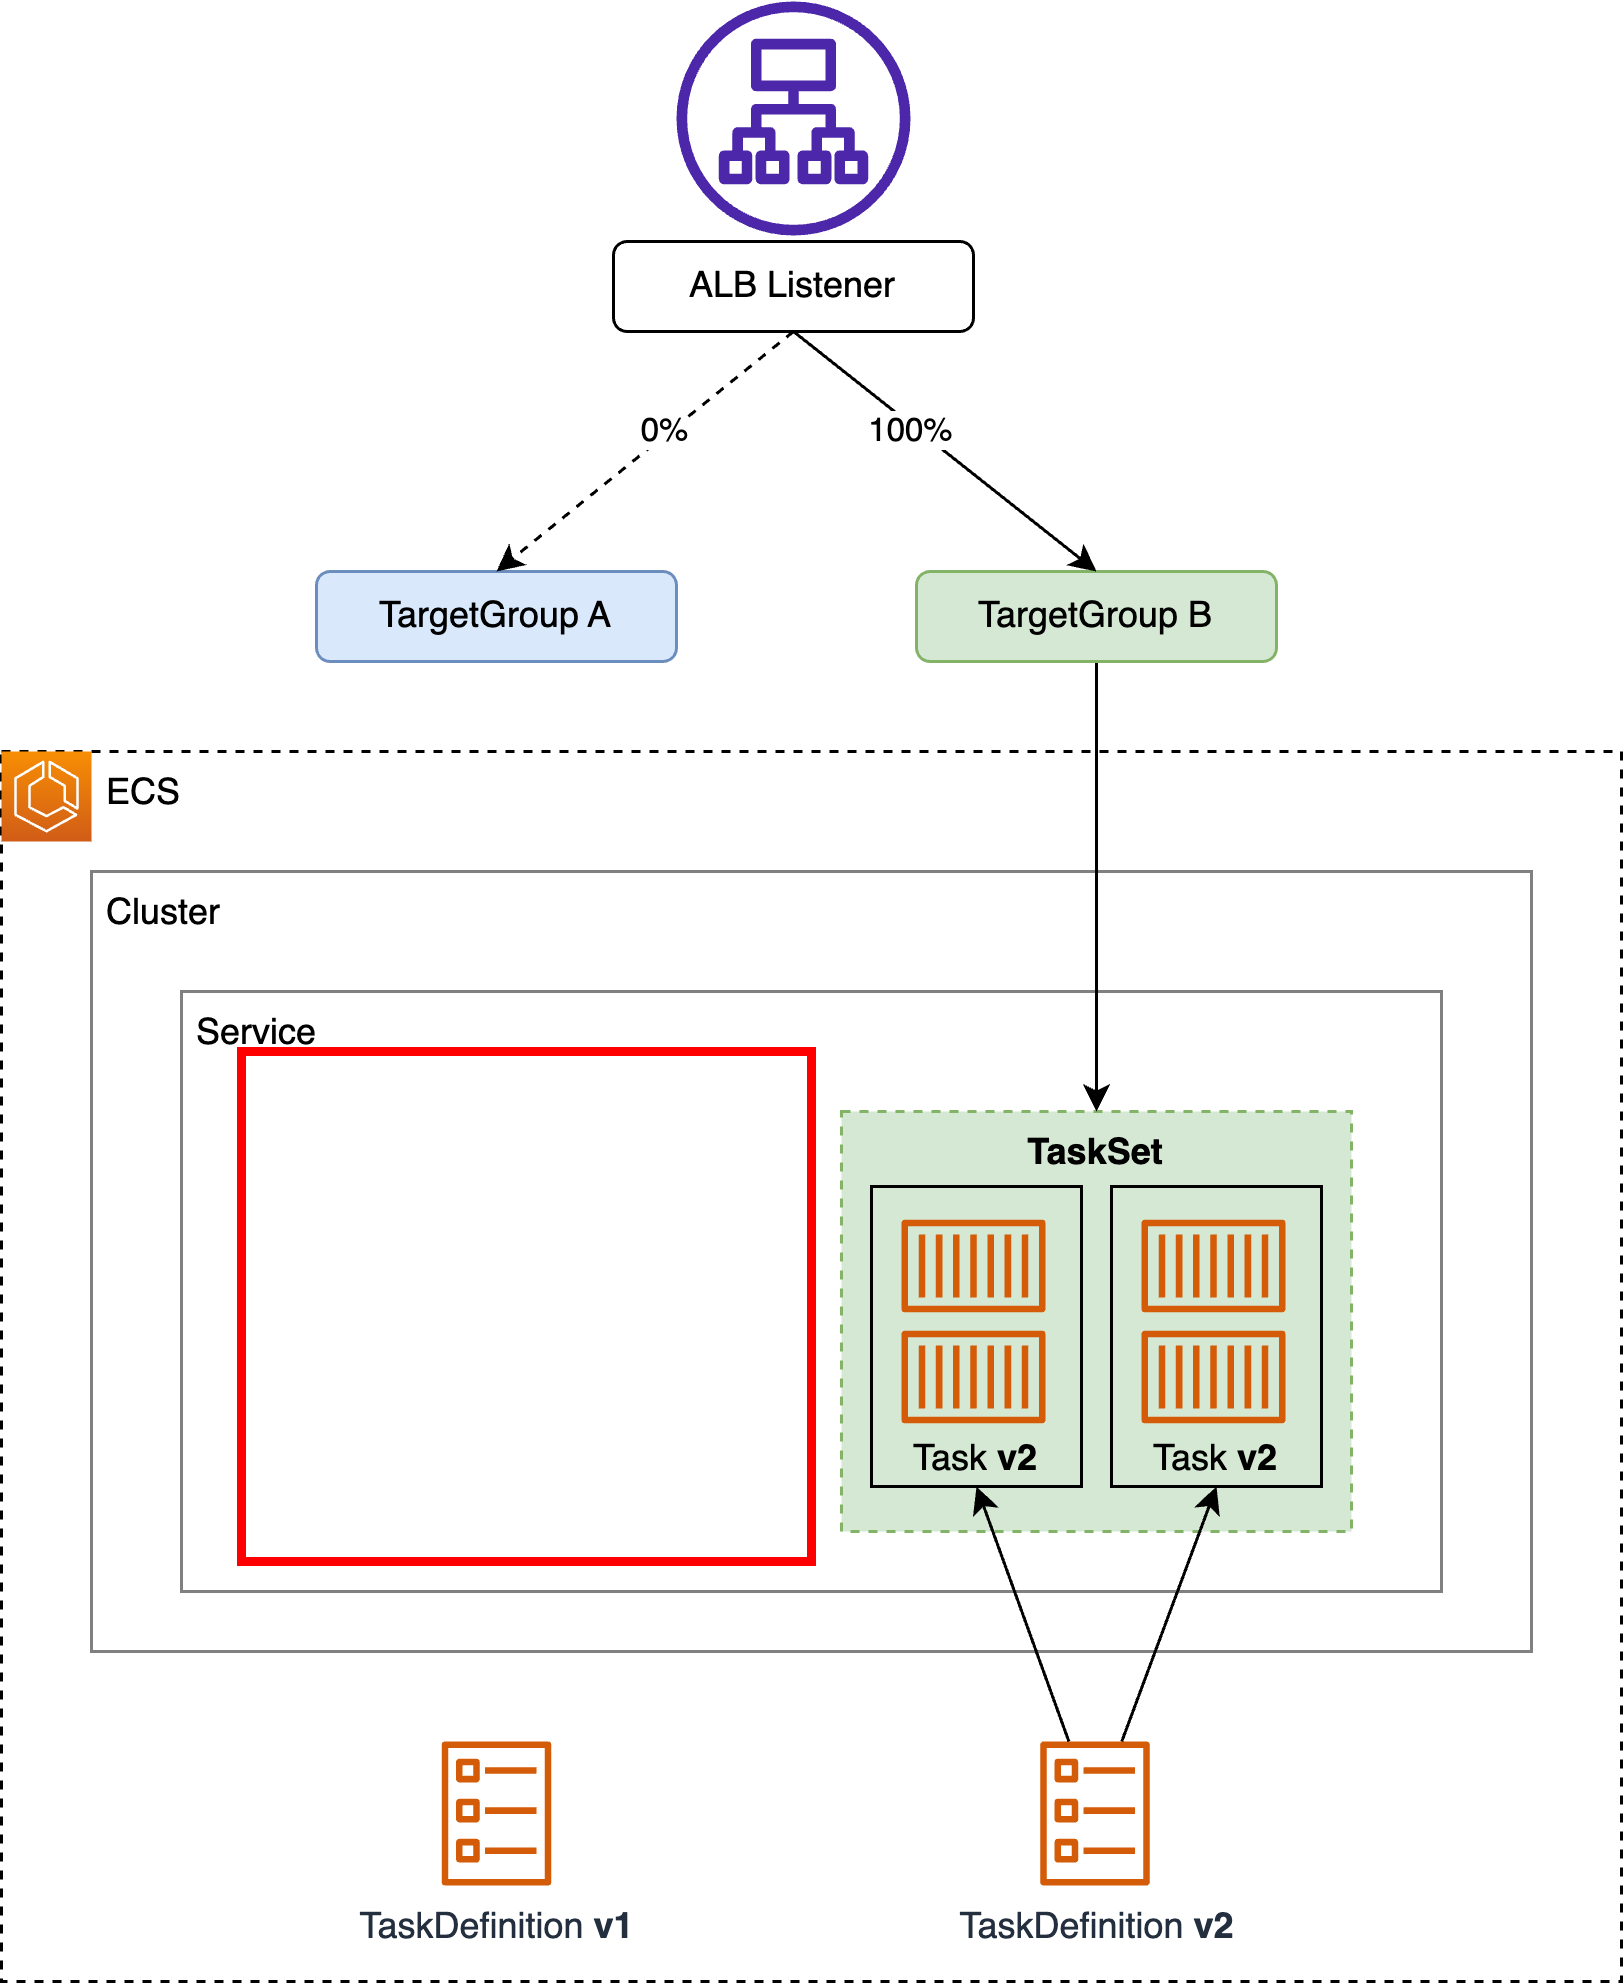 ALB Listener
0%
100%
TargetGroup A
TargetGroup B
ECS
Cluster
Service
TaskSet
Task v2
Task v2
TaskDefinition v1
TaskDefinition v2